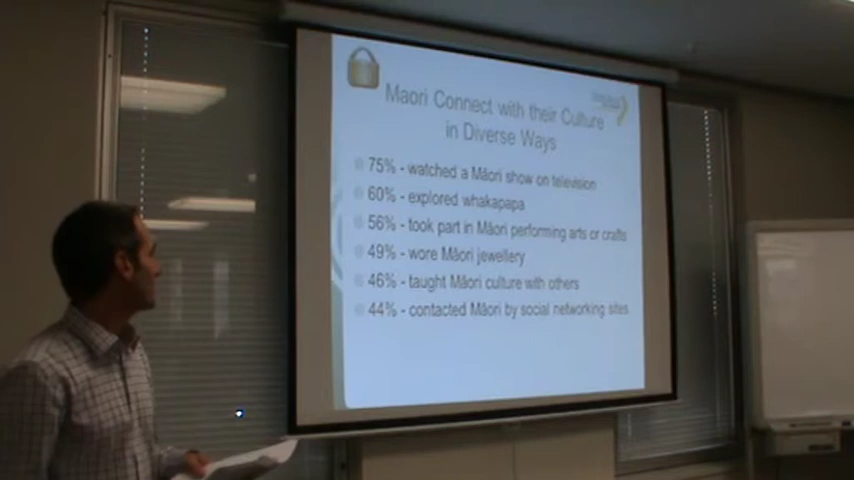 Maori Connect with their Culture
in Diverse Ways
75% - watched a Māori show on television
60% - explored whakapapa
56% - took part in Māori performing arts or crafts
49% - wore Māori jewellery
46% - taught Māori culture with others
44% - contacted Māori by social networking sites